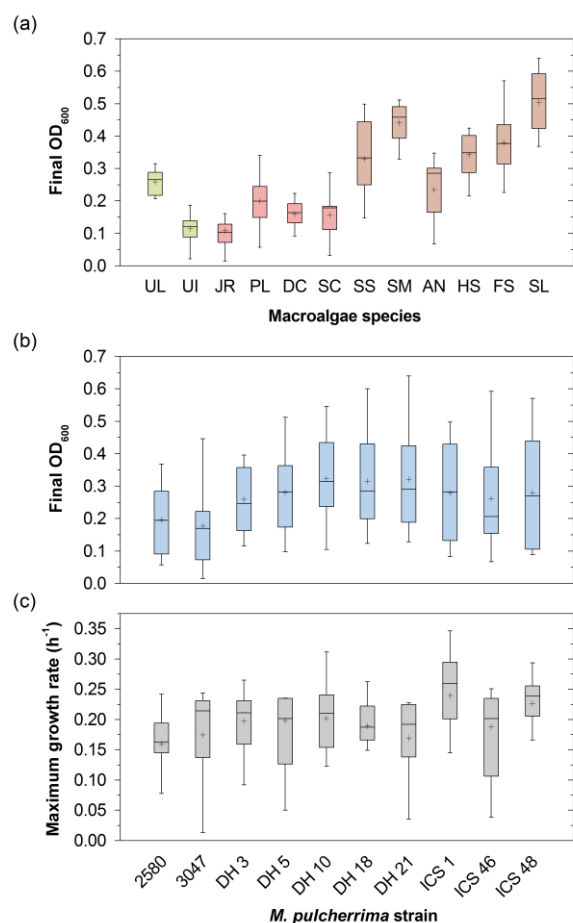 (a)
0.7
0.6
0.5
0.4
0.3
0.2
0.1
0.0
Final OD600
UL UI JR PL DC SC SS SM AN HS FS SL
Macroalgae species
(b)
0.7
0.6
0.5
0.4
0.3
0.2
0.1
0.0
Final OD600
(c)
0.35
0.30
0.25
0.20
0.15
0.10
0.05
0.00
Maximum growth rate (h-1)
2580 3047 DH 3 DH 5 DH 10 DH 18 DH 21 ICS 1 ICS 46 ICS 48
M. pulcherrima strain